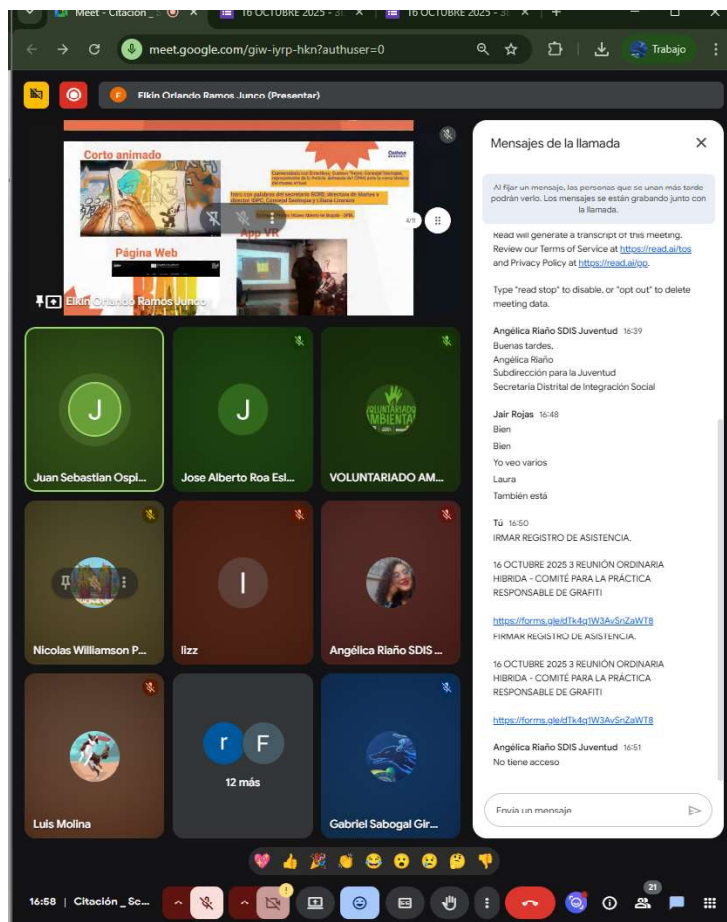 Meet - Citación _ S
16 OCTUBRE 2025 - 3
16 OCTUBRE 2025 - 3
meet.google.com/giw-iyrp-hkn?authuser=0
Trabajo
E
Elkin Orlando Ramos Junco (Presentar)
Corto animado
Página Web
App VR
4/11
Elkin Orlando Ramos Junco
J
Juan Sebastian Ospi...
J
Jose Alberto Roa Esl...
VOLUNTARIADO AMBIENTAL
VOLUNTARIADO AM...
Nicolas Williamson P...
l
lizz
Angélica Riaño SDIS ...
Luis Molina
r F
12 más
Gabriel Sabogal Gir...
Mensajes de la llamada
Al fijar un mensaje, las personas que se unan más tarde
podrán verlo. Los mensajes se están grabando junto con
la llamada.
Read will generate a transcript of this meeting.
Review our Terms of Service at https://read.ai/tos
and Privacy Policy at https://read.ai/pp.
Type "read stop" to disable, or "opt out" to delete
meeting data.
Angélica Riaño SDIS Juventud 16:39
Buenas tardes,
Angélica Riaño
Subdirección para la Juventud
Secretaria Distrital de Integración Social
Jair Rojas 16:48
Bien
Bien
Yo veo varios
Laura
También está
Tú 16:50
IRMAR REGISTRO DE ASISTENCIA.
16 OCTUBRE 2025 3 REUNIÓN ORDINARIA
HIBRIDA - COMITÉ PARA LA PRÁCTICA
RESPONSABLE DE GRAFITI
https://forms.gle/dTk4q1W3AvSnZaWT8
FIRMAR REGISTRO DE ASISTENCIA.
16 OCTUBRE 2025 3 REUNIÓN ORDINARIA
HIBRIDA - COMITÉ PARA LA PRÁCTICA
RESPONSABLE DE GRAFITI
https://forms.gle/dTk4q1W3AvSnZaWT8
Angélica Riaño SDIS Juventud 16:51
No tiene acceso
Envía un mensaje
16:58 | Citación _ Se...
21